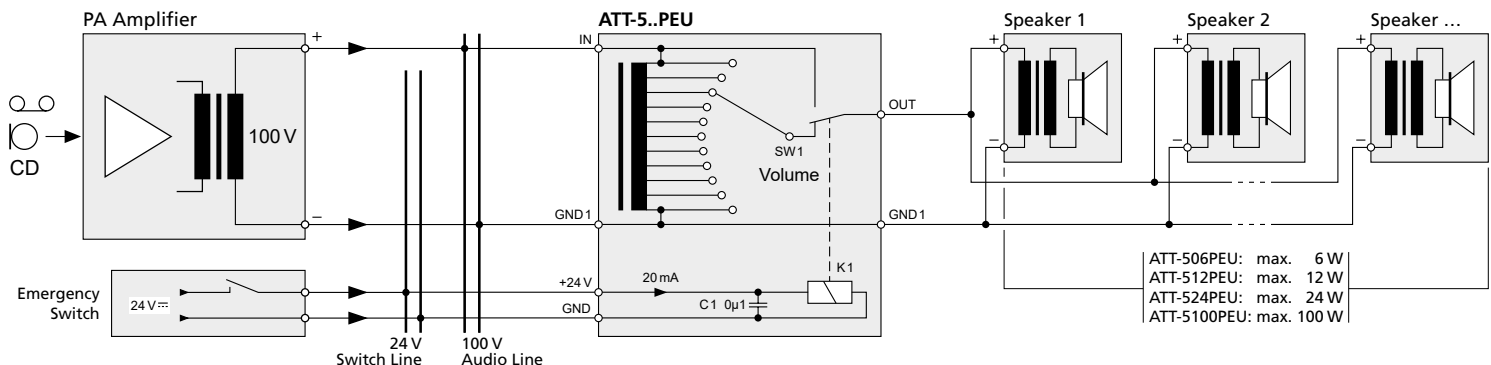 PA Amplifier
+
100 V
CD
−
Emergency
Switch
24 V
24 V
Switch Line
100 V
Audio Line
ATT-5..PEU
IN
SW1
Volume
OUT
GND1
GND1
+24 V
20 mA
K1
GND
C1 0µ1
Speaker 1
+
−
Speaker 2
+
−
Speaker ...
+
−
ATT-506PEU: max. 6 W
ATT-512PEU: max. 12 W
ATT-524PEU: max. 24 W
ATT-5100PEU: max. 100 W